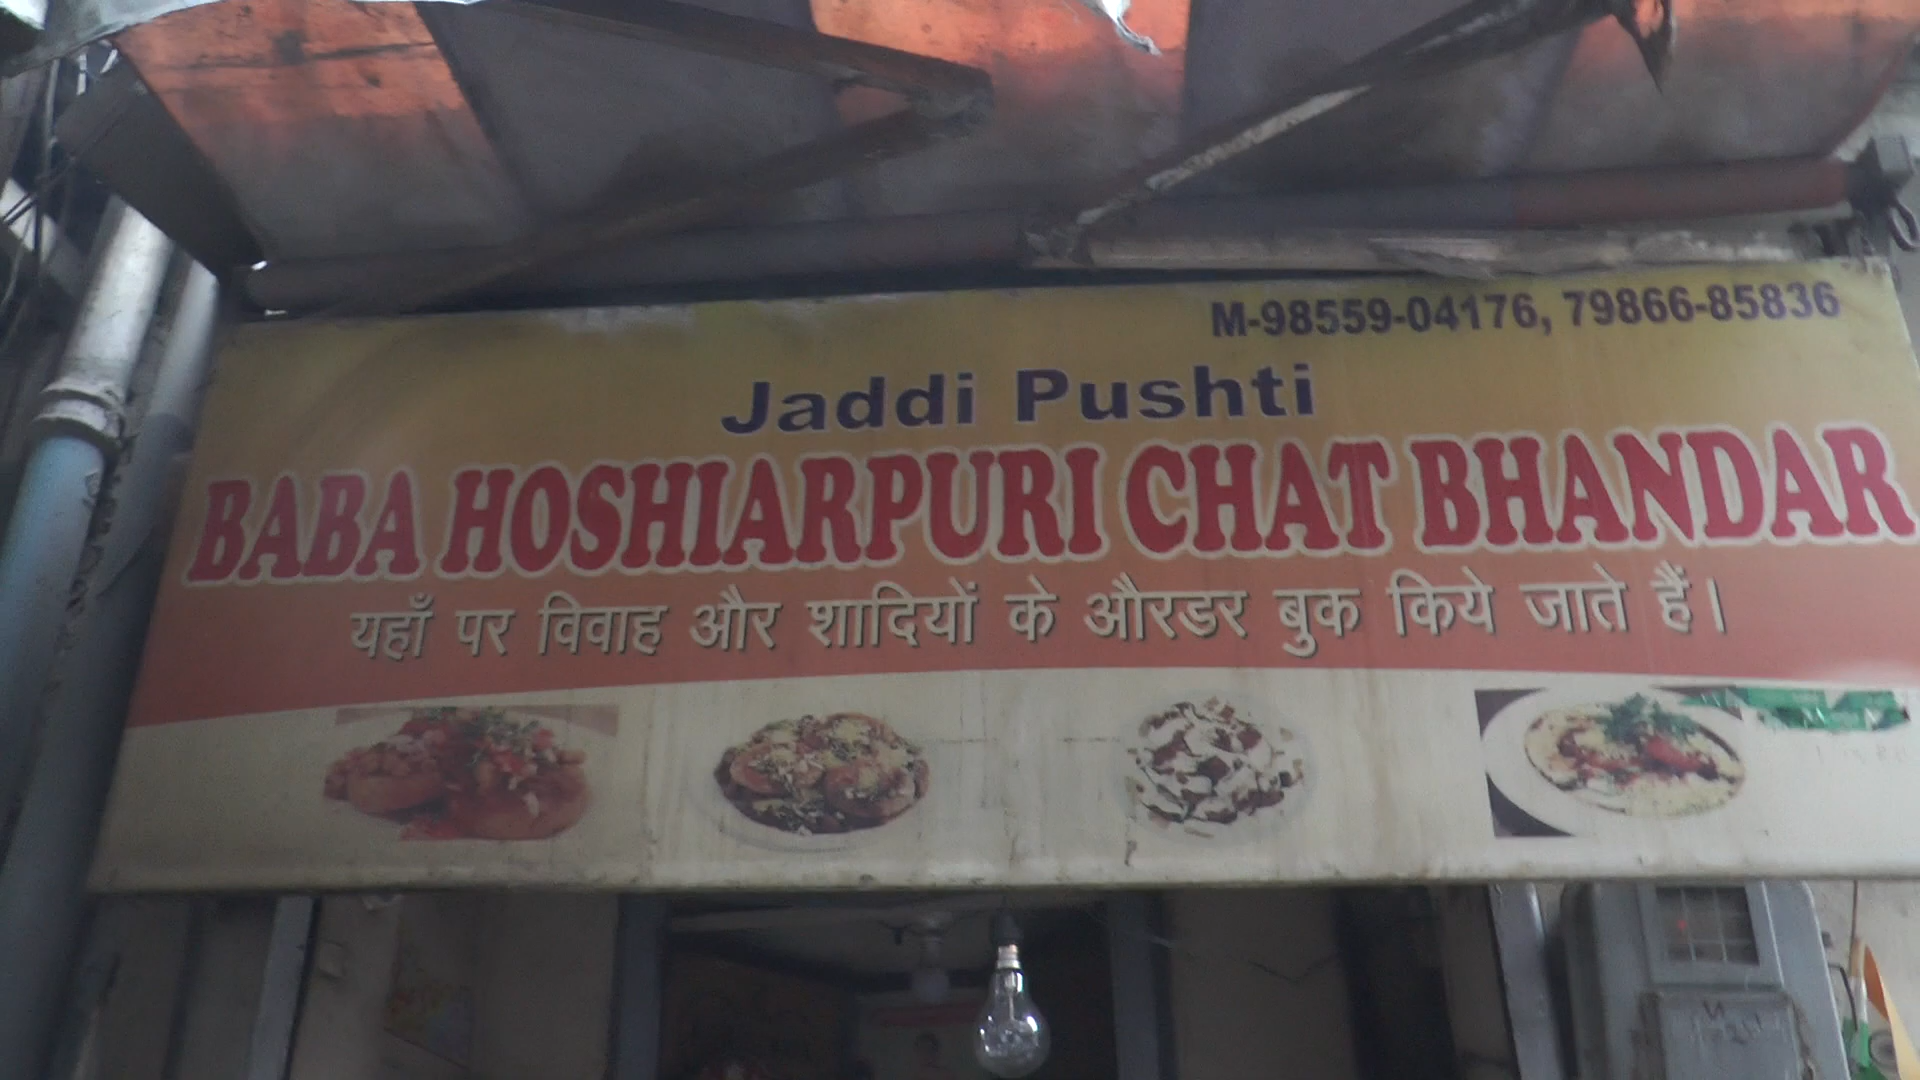 M-98559-04176, 79866-85836
Jaddi Pushti
BABA HOSHIARPURI CHAT BHANDAR
यहाँ पर विवाह और शादियों के औरडर बुक किये जाते हैं।